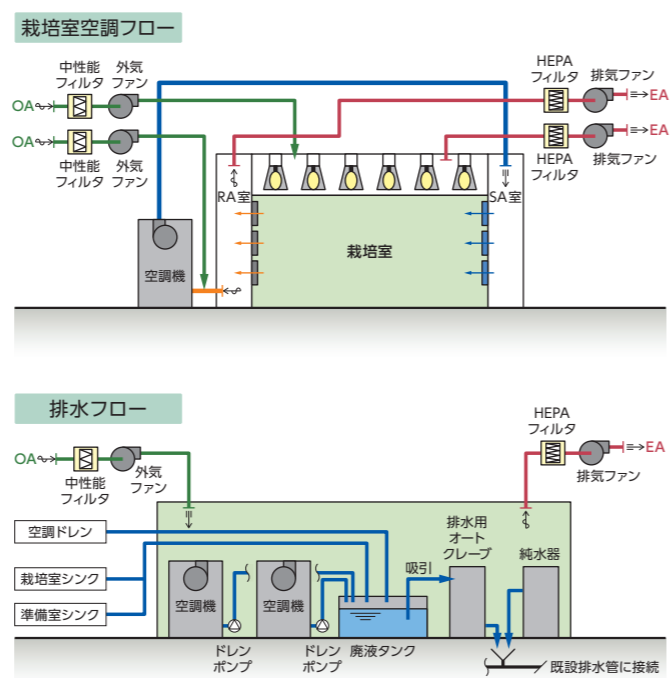 栽培室空調フロー
中性能
フィルタ
外気
ファン
OA
OA
中性能
フィルタ
外気
ファン
HEPA
フィルタ
排気ファン
EA
EA
HEPA
フィルタ
排気ファン
RA室
SA室
栽培室
空調機
排水フロー
OA
中性能
フィルタ
外気
ファン
HEPA
フィルタ
EA
排気ファン
空調ドレン
栽培室シンク
準備室シンク
空調機
空調機
吸引
排水用
オート
クレーブ
純水器
ドレン
ポンプ
ドレン
ポンプ
廃液タンク
既設排水管に接続